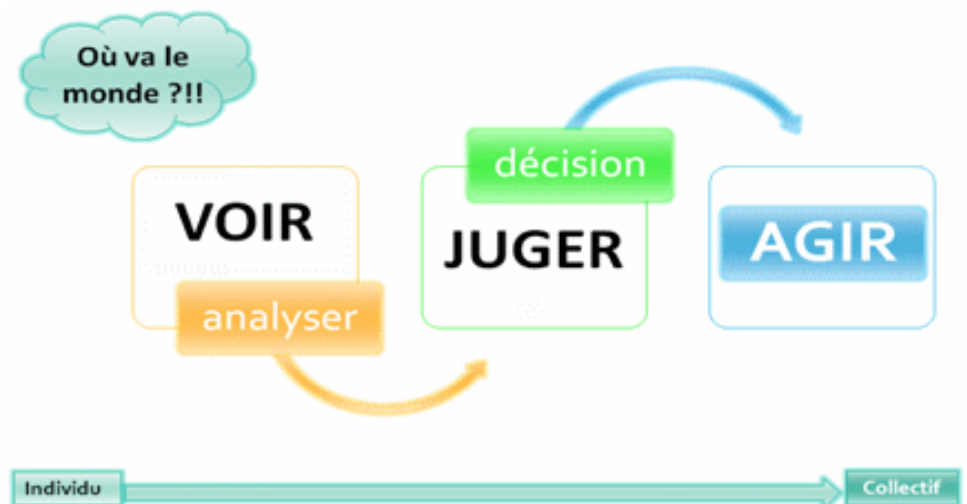 Où va le
monde ?!!
VOIR
analyser
décision
JUGER
AGIR
Individu
Collectif